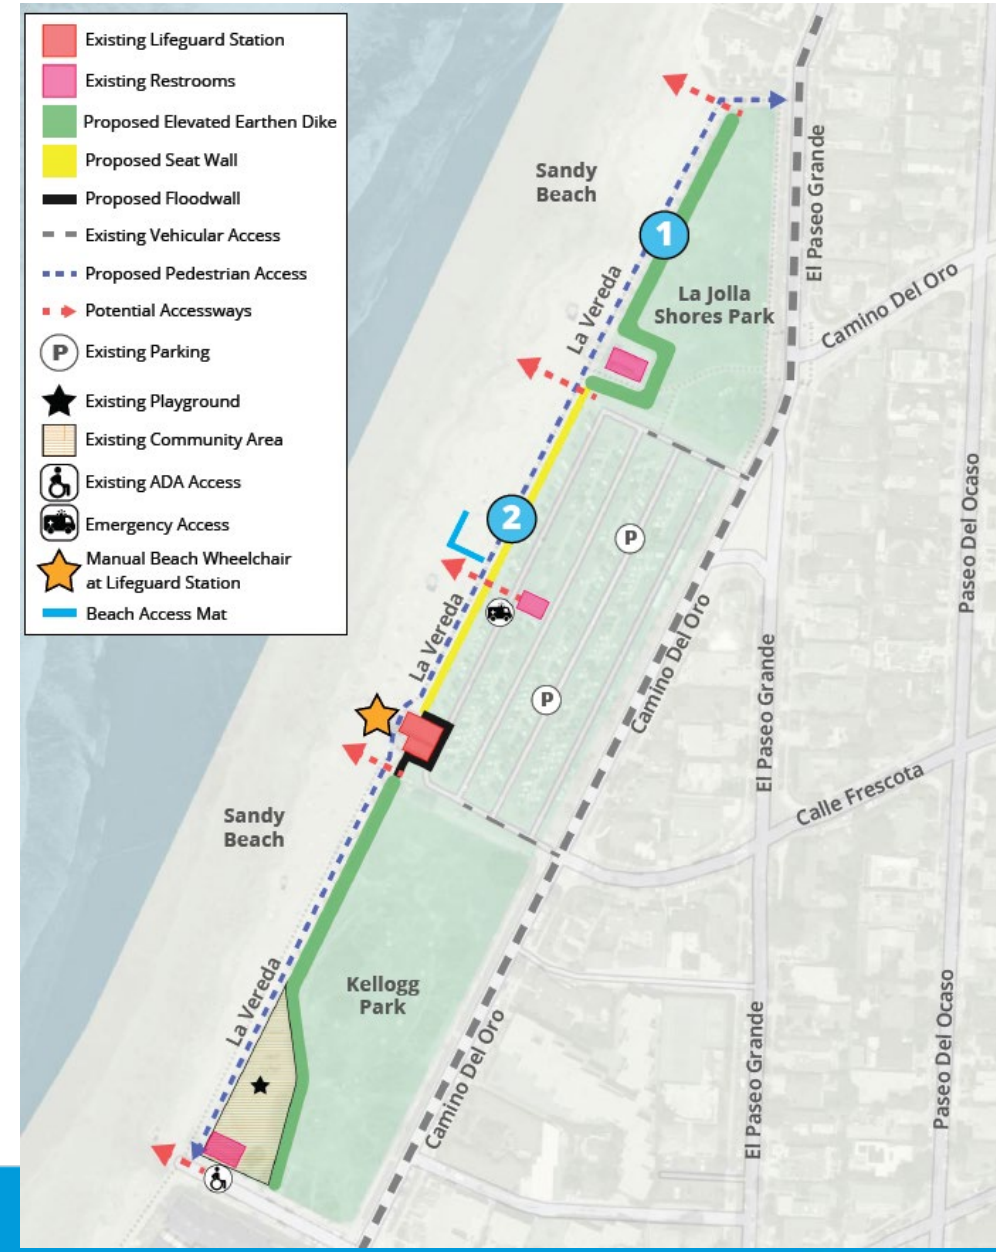 Existing Lifeguard Station
Existing Restrooms
Proposed Elevated Earthen Dike
Proposed Seat Wall
Proposed Floodwall
Existing Vehicular Access
Proposed Pedestrian Access
Potential Accessways
P
Existing Parking
Existing Playground
Existing Community Area
Existing ADA Access
Emergency Access
Manual Beach Wheelchair
at Lifeguard Station
Beach Access Mat
Sandy
Beach
El Paseo Grande
1
La Vereda
La Jolla
Shores Park
Camino Del Oro
2
P
Paseo Del Ocaso
La Vereda
Camino Del Oro
P
El Paseo Grande
Calle Frescota
Sandy
Beach
La Vereda
Kellogg
Park
Camino Del Oro
El Paseo Grande
Paseo Del Ocaso